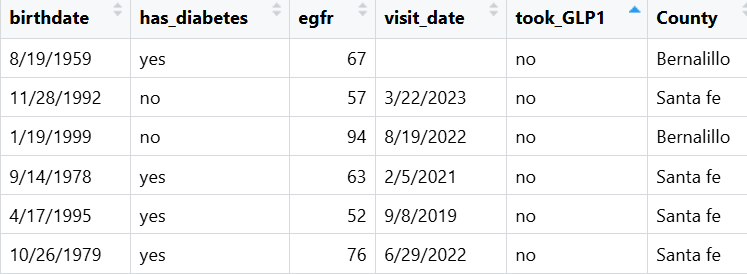 birthdate has_diabetes egfr visit_date took_GLP1 County
8/19/1959 yes 67 no Bernalillo
11/28/1992 no 57 3/22/2023 no Santa fe
1/19/1999 no 94 8/19/2022 no Bernalillo
9/14/1978 yes 63 2/5/2021 no Santa fe
4/17/1995 yes 52 9/8/2019 no Santa fe
10/26/1979 yes 76 6/29/2022 no Santa fe